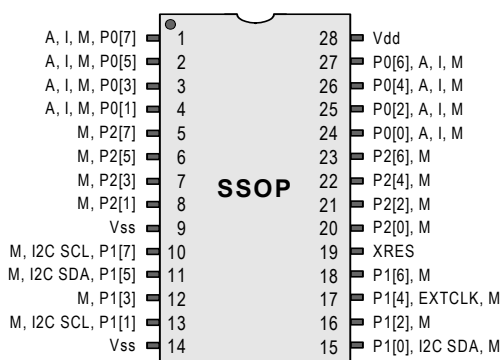 A, I, M, P0[7] 1 28 Vdd
A, I, M, P0[5] 2 27 P0[6], A, I, M
A, I, M, P0[3] 3 26 P0[4], A, I, M
A, I, M, P0[1] 4 25 P0[2], A, I, M
M, P2[7] 5 24 P0[0], A, I, M
M, P2[5] 6 23 P2[6], M
M, P2[3] 7 SSOP 22 P2[4], M
M, P2[1] 8 21 P2[2], M
Vss 9 20 P2[0], M
M, I2C SCL, P1[7] 10 19 XRES
M, I2C SDA, P1[5] 11 18 P1[6], M
M, P1[3] 12 17 P1[4], EXTCLK, M
M, I2C SCL, P1[1] 13 16 P1[2], M
Vss 14 15 P1[0], I2C SDA, M